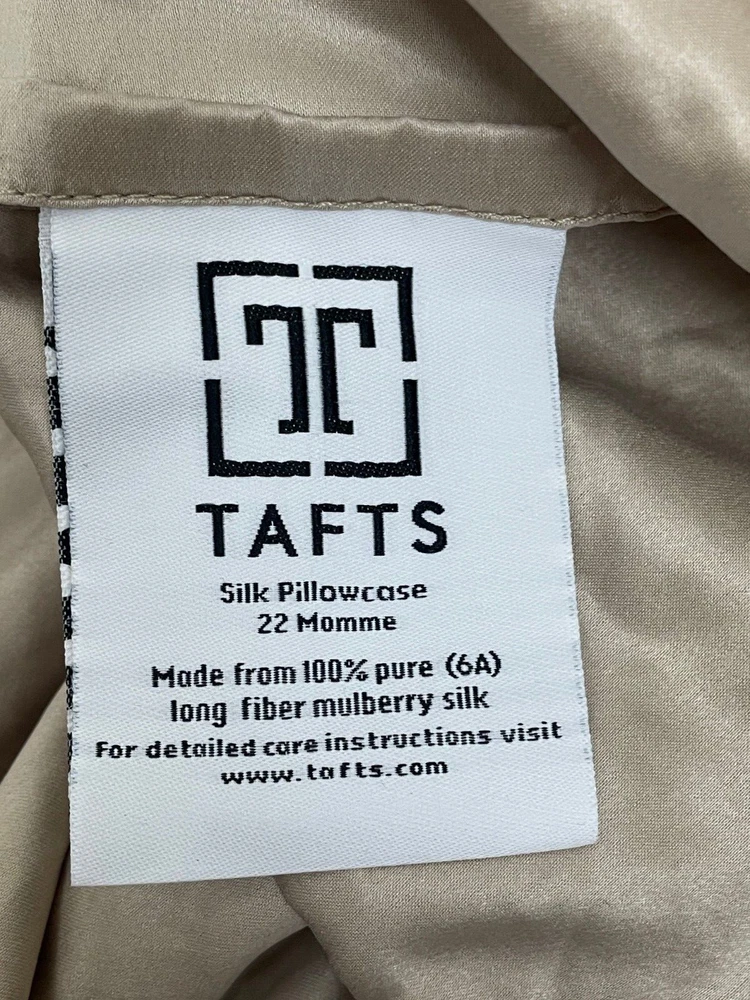 TAFTS
Silk Pillowcase
22 Momme
Made from 100% pure (6A)
long fiber mulberry silk
For detailed care instructions visit
www.tafts.com